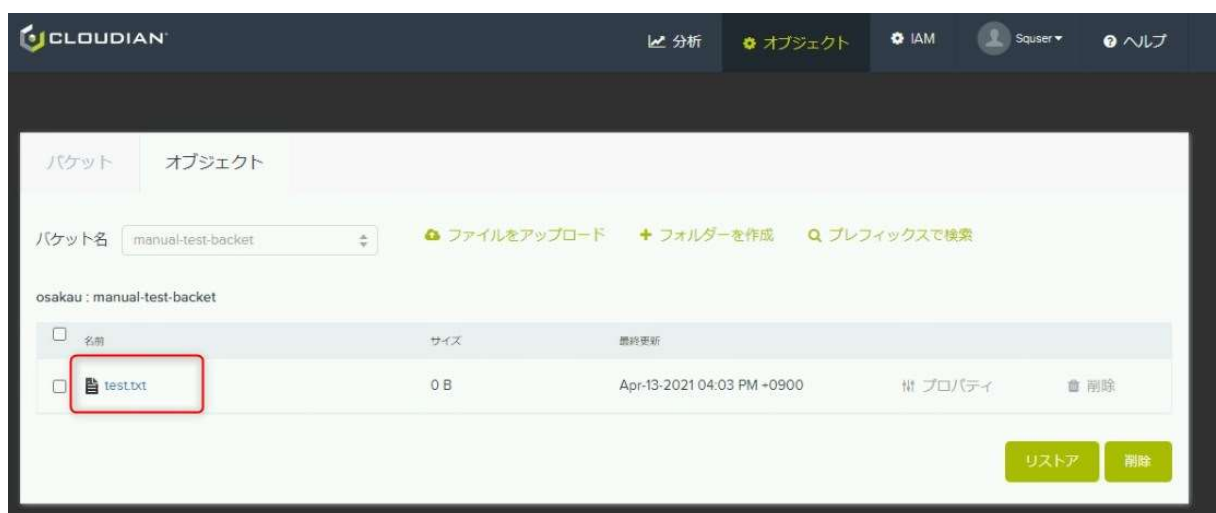 CLOUDIAN
分析 オブジェクト IAM Squser ヘルプ
バケット オブジェクト
バケット名 manual-test-backet ファイルをアップロード フォルダーを作成 プレフィックスで検索
osakau : manual-test-backet
名前 サイズ 最終更新
test.txt 0 B Apr-13-2021 04:03 PM +0900 プロパティ 削除
リストア 削除